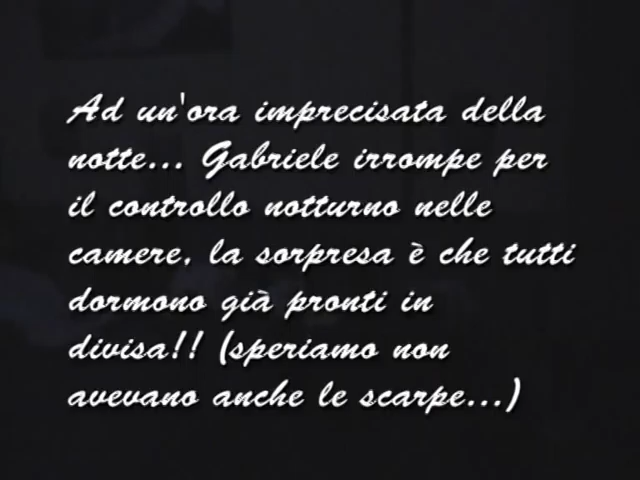 Ad un'ora imprecisata della
notte... Gabriele irrompe per
il controllo notturno nelle
camere, la sorpresa è che tutti
dormono già pronti in
divisa!! (speriamo non
avevano anche le scarpe...)